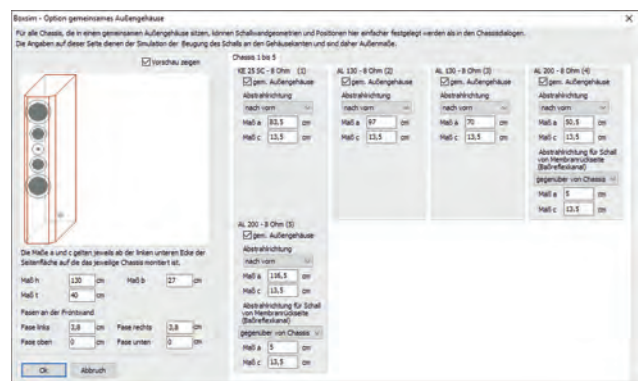 Boxsim - Option gemeinsames Außengehäuse
Für alle Chassis, die in einem gemeinsamen Außengehäuse sitzen, können Schallwandgeometrien und Positionen hier einfacher festgelegt werden als in den Chassisdialogen.
Die Angaben auf dieser Seite dienen der Simulation der Beugung des Schalls an den Gehäusekanten und sind daher Außenmaße.
Vorschau zeigen
Die Maße a und c gelten jeweils ab der linken unteren Ecke der
Seitenfläche auf die das jeweilige Chassis montiert ist.
Maß h 130 cm Maß b 27 cm
Maß t 40 cm
Fasen an der Frontwand
Fase links 3,8 cm Fase rechts 3,8 cm
Fase oben 0 cm Fase unten 0 cm
Ok Abbruch
Chassis 1 bis 5
KE 25 SC - 8 Ohm (1)
gem. Außengehäuse
Abstrahlrichtung
nach vorn
Maß a 83,5 cm
Maß c 13,5 cm
AL 130 - 8 Ohm (2)
gem. Außengehäuse
Abstrahlrichtung
nach vorn
Maß a 97 cm
Maß c 13,5 cm
AL 130 - 8 Ohm (3)
gem. Außengehäuse
Abstrahlrichtung
nach vorn
Maß a 70 cm
Maß c 13,5 cm
AL 200 - 8 Ohm (4)
gem. Außengehäuse
Abstrahlrichtung
nach vorn
Maß a 50,5 cm
Maß c 13,5 cm
Abstrahlrichtung für Schall
von Membranrückseite
(Baßreflexkanal)
gegenüber von Chassis
Maß a 5 cm
Maß c 13,5 cm
AL 200 - 8 Ohm (5)
gem. Außengehäuse
Abstrahlrichtung
nach vorn
Maß a 116,5 cm
Maß c 13,5 cm
Abstrahlrichtung für Schall
von Membranrückseite
(Baßreflexkanal)
gegenüber von Chassis
Maß a 5 cm
Maß c 13,5 cm